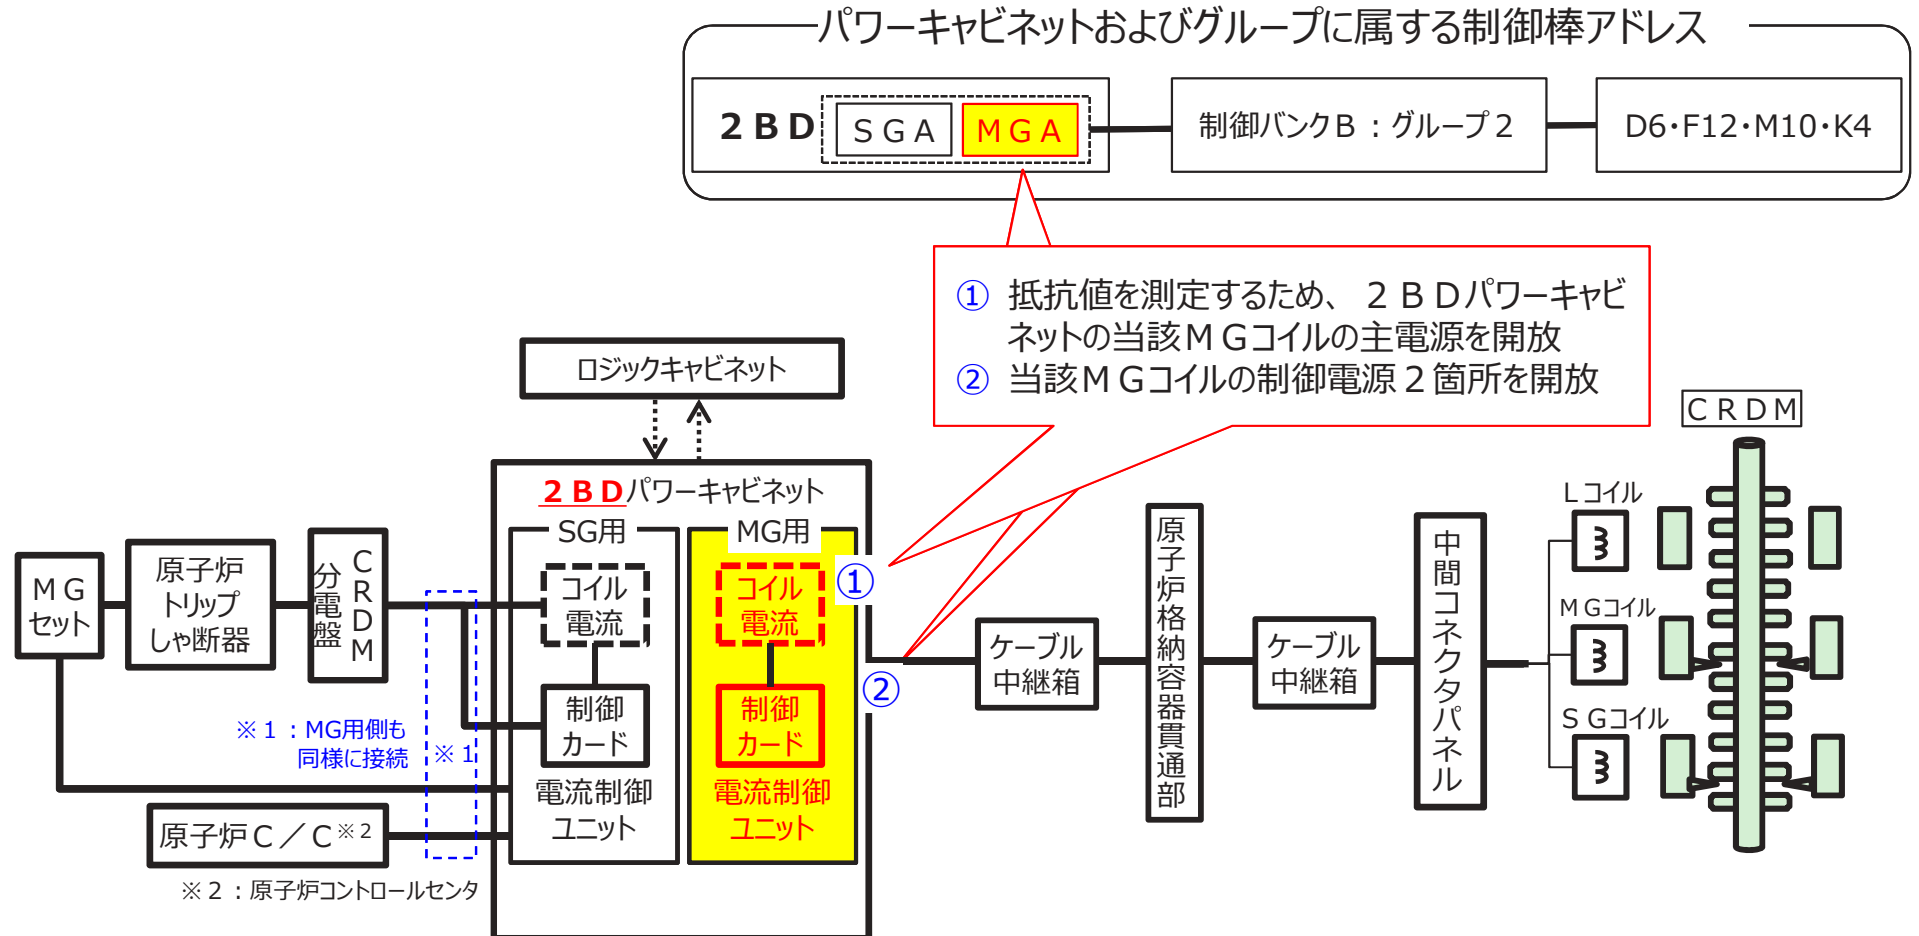 パワーキャビネットおよびグループに属する制御棒アドレス
2BD
SGA
MGA
制御バンクB：グループ2
D6・F12・M10・K4
① 抵抗値を測定するため、2BDパワーキャビ
ネットの当該MGコイルの主電源を開放
② 当該MGコイルの制御電源2箇所を開放
ロジックキャビネット
2BDパワーキャビネット
SG用
MG用
コイル
電流
コイル
電流
①
②
制御
カード
制御
カード
電流制御
ユニット
電流制御
ユニット
MG
セット
原子炉
トリップ
しゃ断器
CRDM
分電盤
※1：MG用側も
同様に接続
※1
原子炉C／C※2
※2：原子炉コントロールセンタ
ケーブル
中継箱
原子炉格納容器貫通部
ケーブル
中継箱
中間コネクタパネル
CRDM
Lコイル
MGコイル
SGコイル